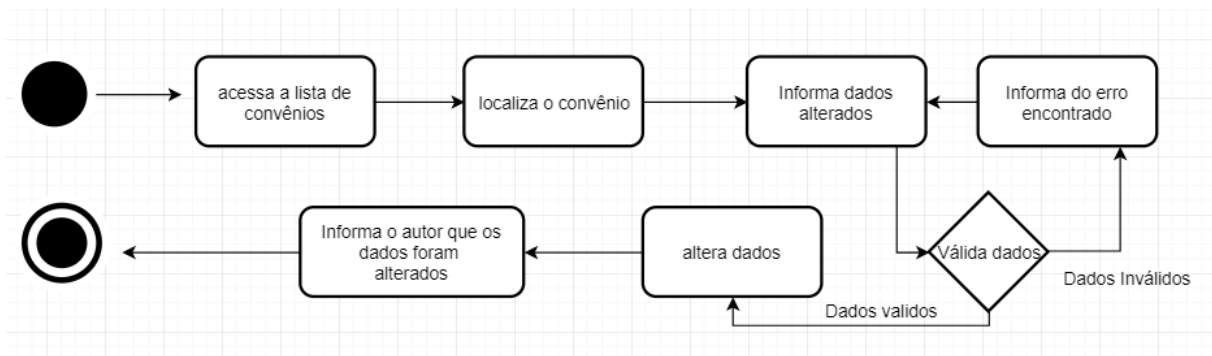 acessa a lista de
convênios
localiza o convênio
Informa dados
alterados
Informa do erro
encontrado
Informa o autor que os
dados foram
alterados
altera dados
Válida dados
Dados Inválidos
Dados validos